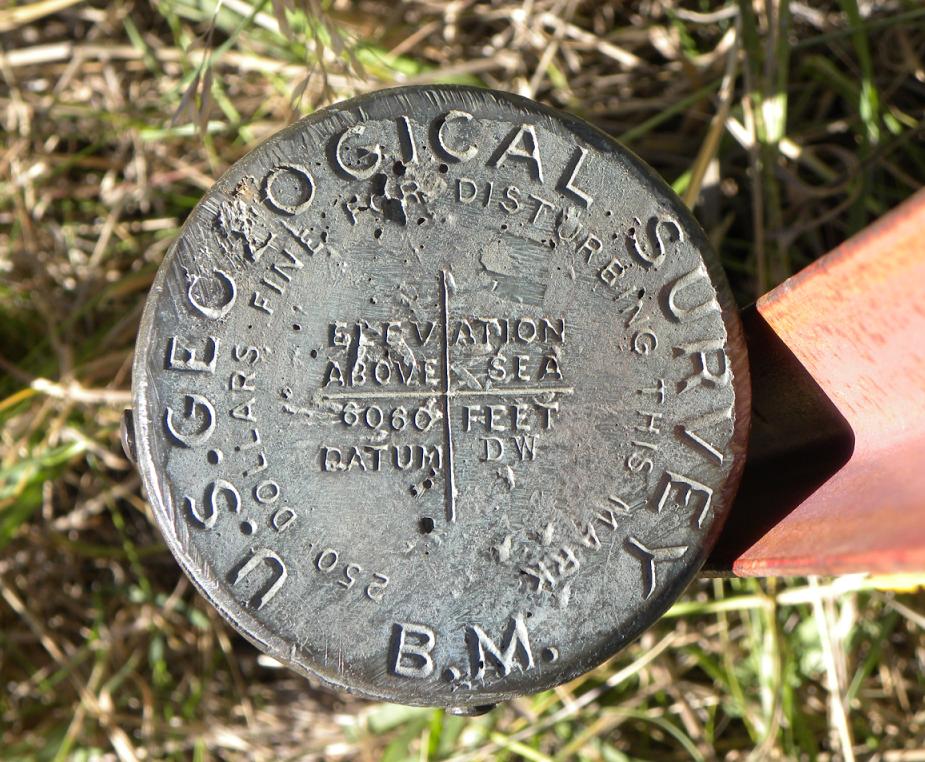 U.S. GEOLOGICAL SURVEY
B.M.
250 DOLLARS FINE FOR DISTURBING THIS MARK
ELEVATION
ABOVE SEA
6060 FEET
DATUM DW